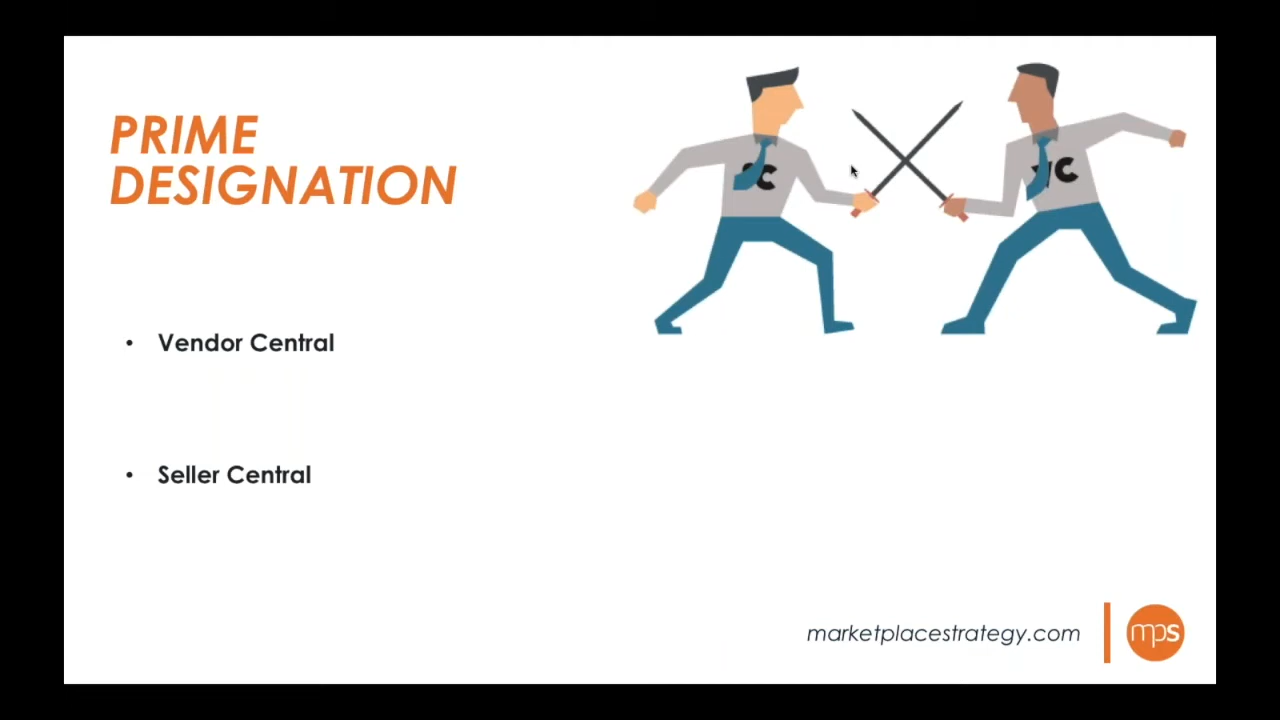 PRIME
DESIGNATION
• Vendor Central
• Seller Central
marketplacestrategy.com
mps